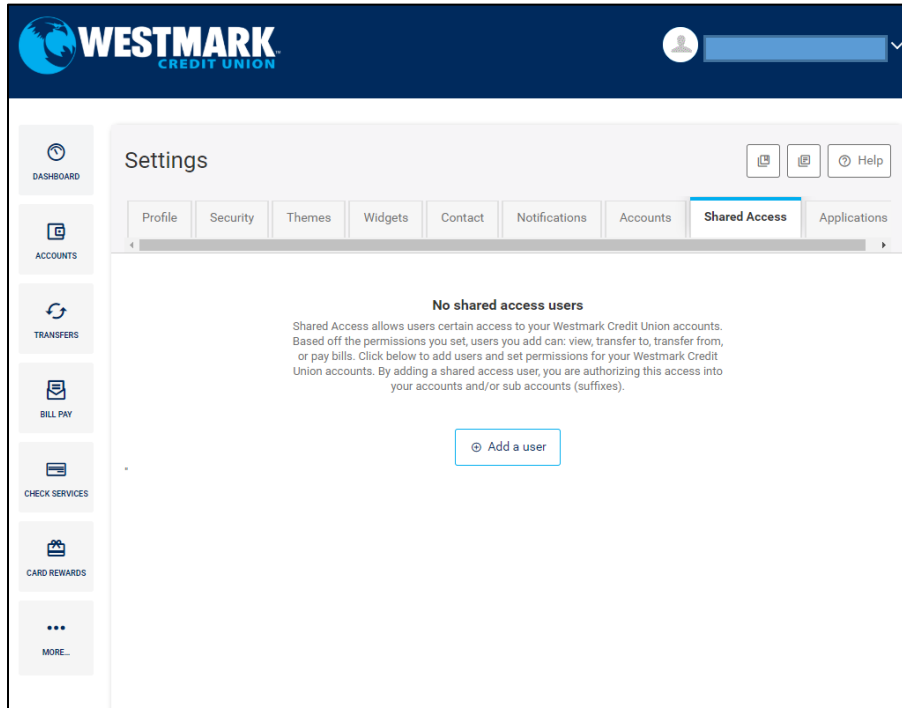 WESTMARK
CREDIT UNION
DASHBOARD
ACCOUNTS
TRANSFERS
BILL PAY
CHECK SERVICES
CARD REWARDS
MORE...
Settings
Help
Profile Security Themes Widgets Contact Notifications Accounts Shared Access Applications
No shared access users
Shared Access allows users certain access to your Westmark Credit Union accounts.
Based off the permissions you set, users you add can: view, transfer to, transfer from,
or pay bills. Click below to add users and set permissions for your Westmark Credit
Union accounts. By adding a shared access user, you are authorizing this access into
your accounts and/or sub accounts (suffixes).
Add a user